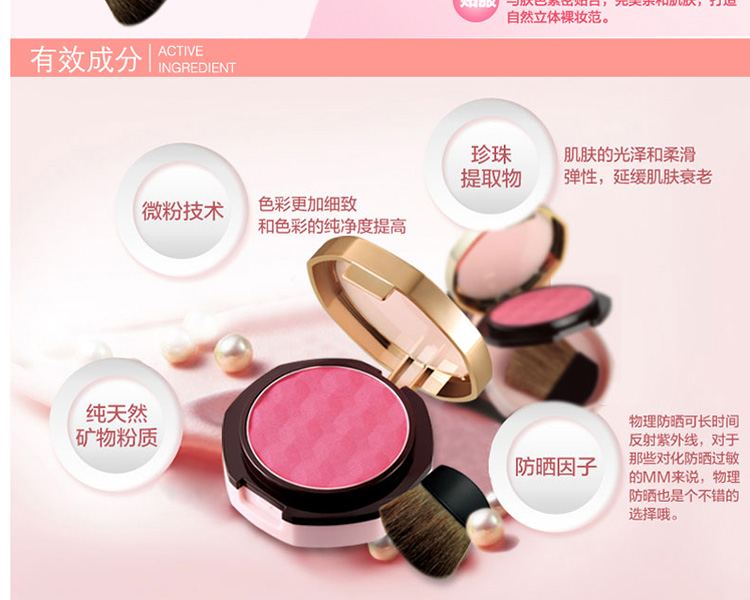 与肤色紧密贴合，完美亲和肌肤，打造
自然立体裸妆范。
有效成分
ACTIVE
INGREDIENT
珍珠
提取物
肌肤的光泽和柔滑
弹性，延缓肌肤衰老
微粉技术
色彩更加细致
和色彩的纯净度提高
纯天然
矿物粉质
防晒因子
物理防晒可长时间
反射紫外线，对于
那些对化防晒过敏
的MM来说，物理
防晒也是个不错的
选择哦。